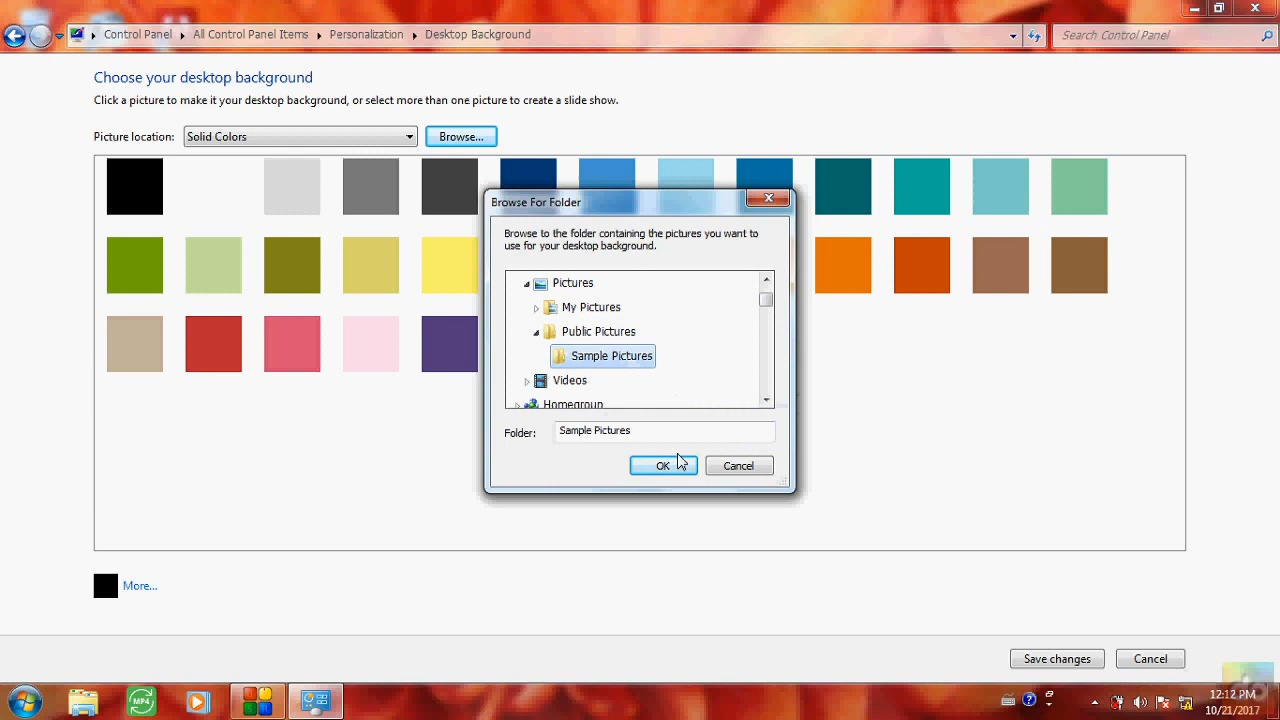 Control Panel ▸ All Control Panel Items ▸ Personalization ▸ Desktop Background
Search Control Panel
Choose your desktop background
Click a picture to make it your desktop background, or select more than one picture to create a slide show.
Picture location: Solid Colors Browse...
Browse For Folder
Browse to the folder containing the pictures you want to
use for your desktop background.
Pictures
My Pictures
Public Pictures
Sample Pictures
Videos
Homegroup
Folder: Sample Pictures
OK Cancel
More...
Save changes Cancel
MP4
12:12 PM
10/21/2017